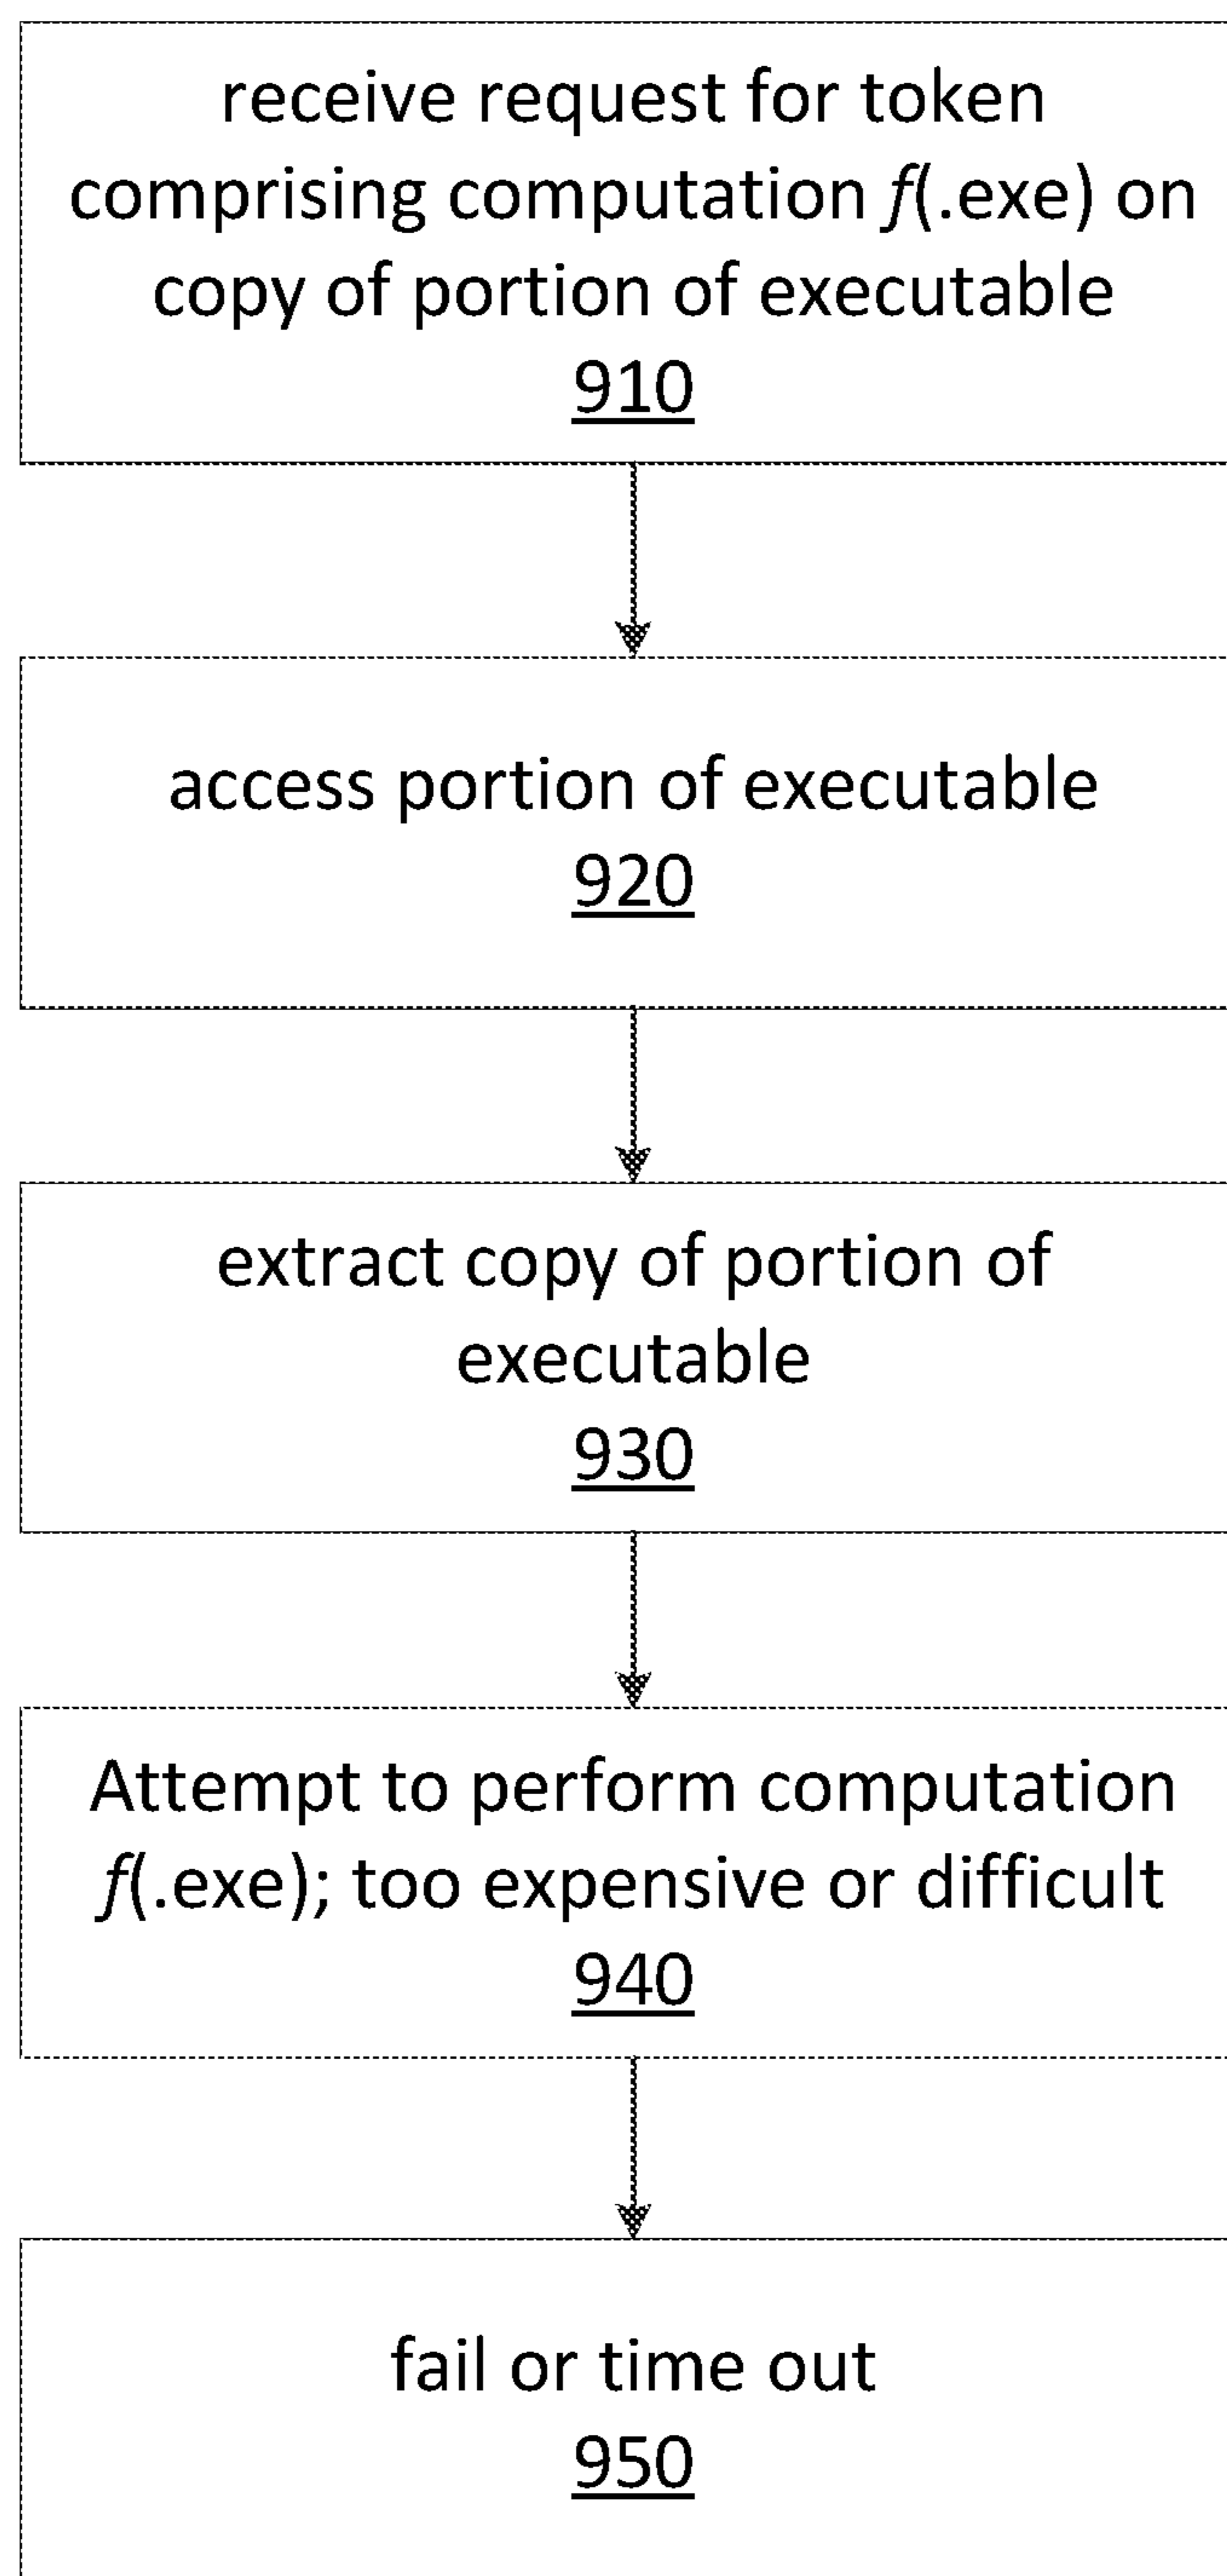 receive request for token
comprising computation f(.exe) on
copy of portion of executable
910
access portion of executable
920
extract copy of portion of
executable
930
Attempt to perform computation
f(.exe); too expensive or difficult
940
fail or time out
950